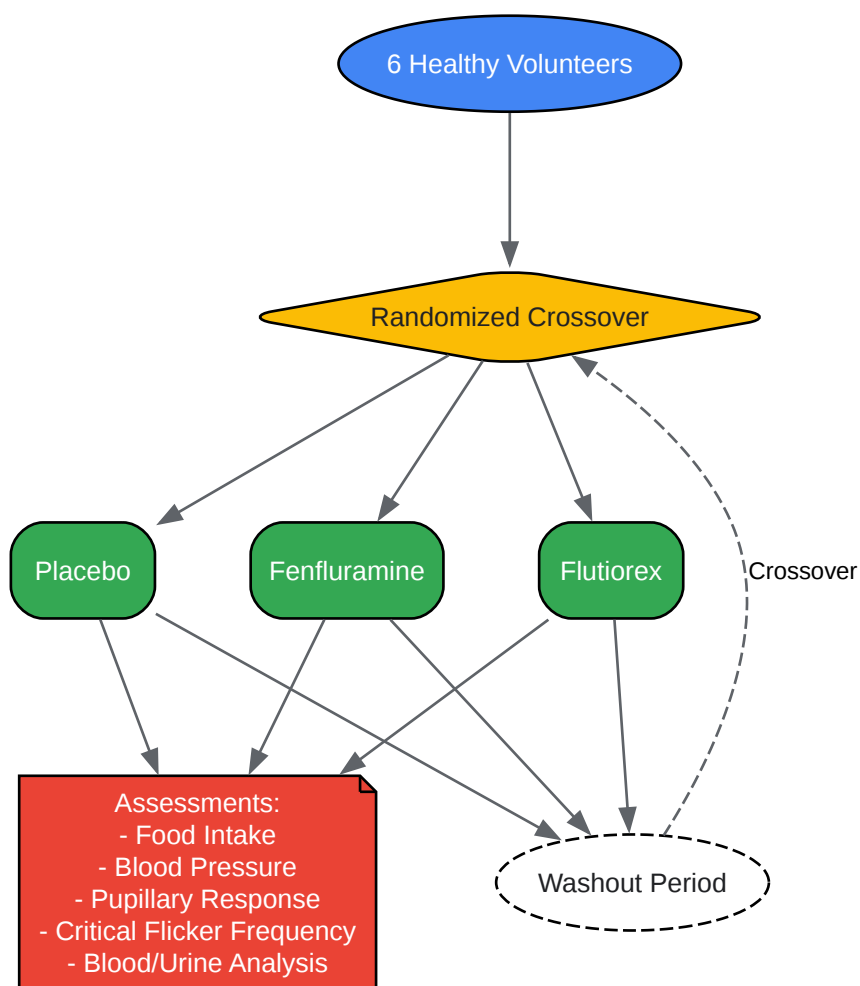 6 Healthy Volunteers
Randomized Crossover
Placebo
Fenfluramine
Flutiorex
Crossover
Assessments:
- Food Intake
- Blood Pressure
- Pupillary Response
- Critical Flicker Frequency
- Blood/Urine Analysis
Washout Period